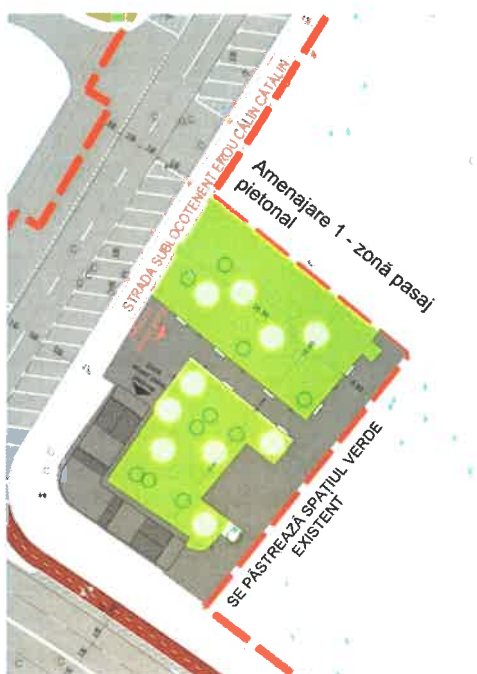 STRADA SUBLOCOTENENT EROU CĂLIN CĂTĂLIN
Amenajare 1 - zonă pasaj
pietonal
SE PĂSTREAZĂ SPAȚIUL VERDE
EXISTENT